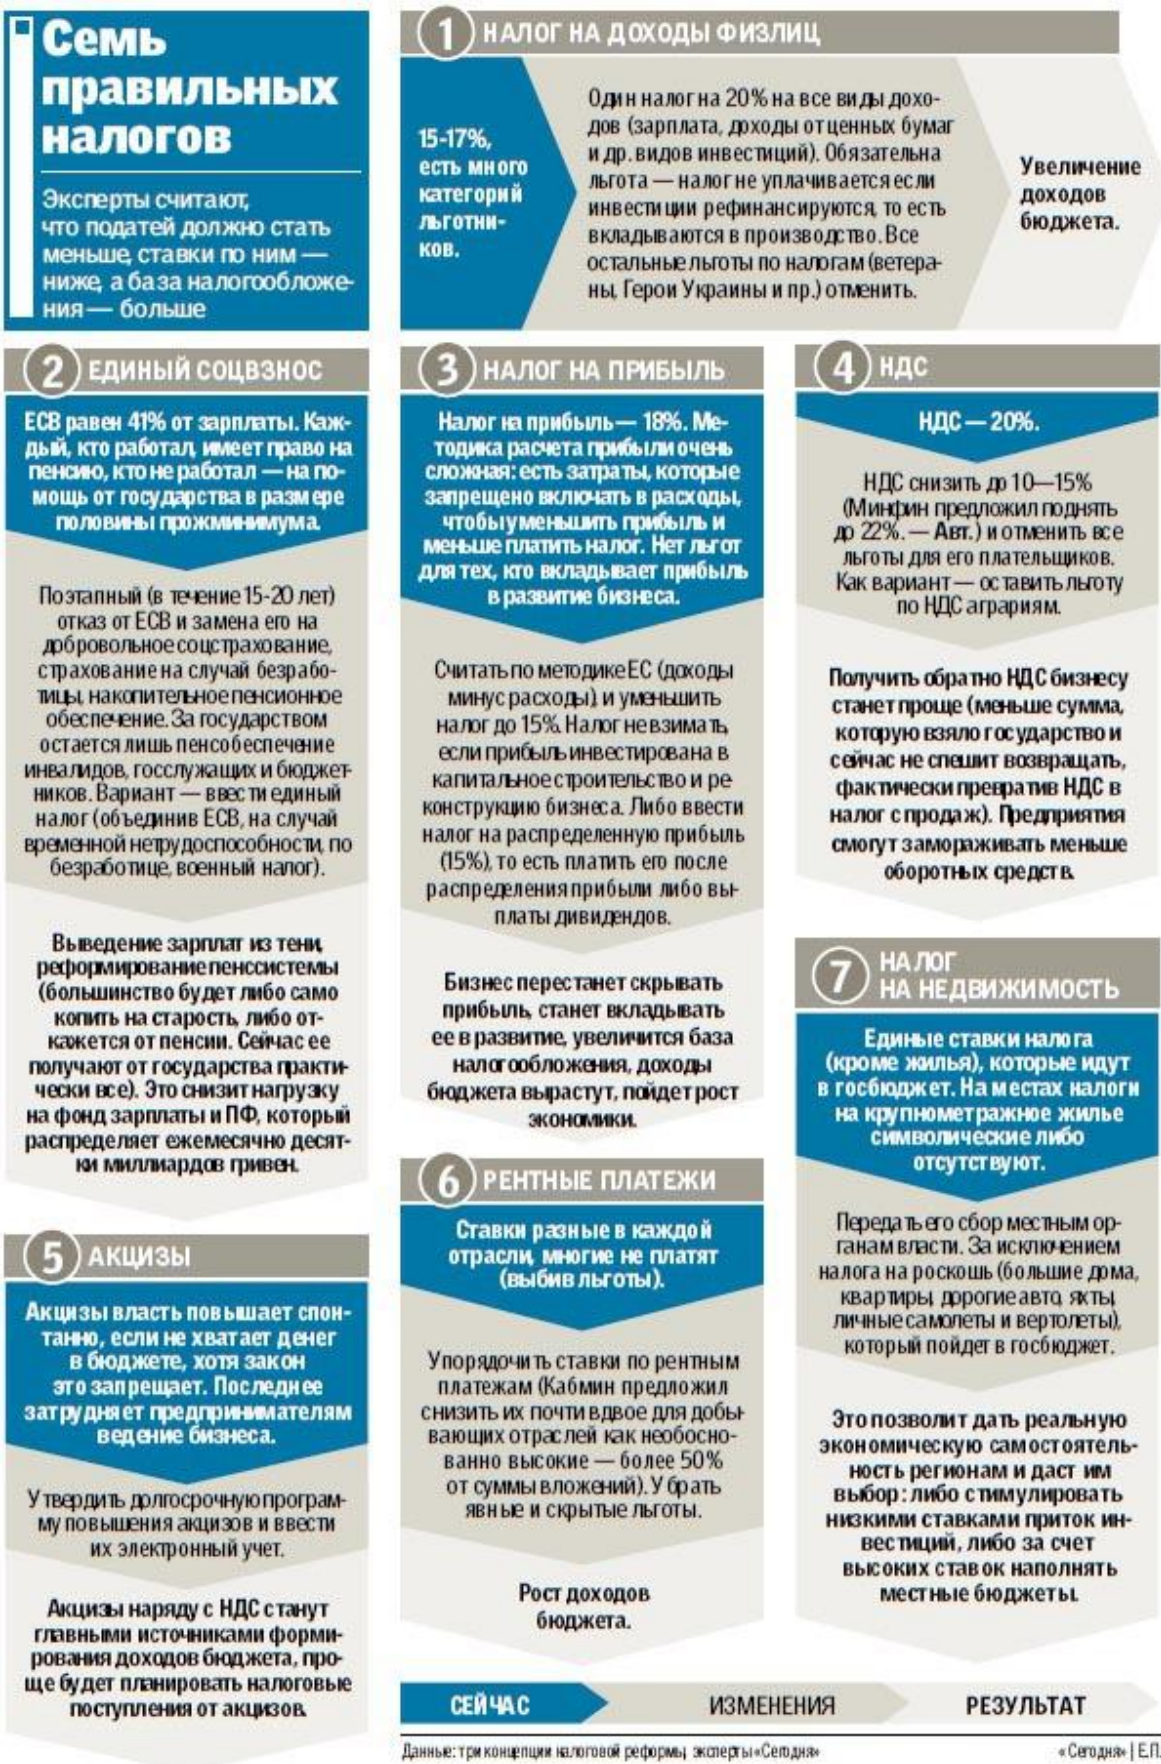 Семь
правильных
налогов
Эксперты считают,
что податей должно стать
меньше, ставки по ним —
ниже, а база налогообложе-
ния — больше
1 НАЛОГ НА ДОХОДЫ ФИЗЛИЦ
15-17%,
есть много
категорий
льготни-
ков.
Один налог на 20% на все виды дохо-
дов (зарплата, доходы от ценных бумаг
и др. видов инвестиций). Обязательна
льгота — налог не уплачивается если
инвестиции рефинансируются, то есть
вкладываются в производство. Все
остальные льготы по налогам (ветера-
ны, Герои Украины и пр.) отменить.
Увеличение
доходов
бюджета.
2 ЕДИНЫЙ СОЦВЗНОС
ЕСВ равен 41% от зарплаты. Каж-
дый, кто работал, имеет право на
пенсию, кто не работал — на по-
мощь от государства в размере
половины прожминимума.
Поэтапный (в течение 15-20 лет)
отказ от ЕСВ и замена его на
добровольное соцстрахование,
страхование на случай безрабо-
тицы, накопительное пенсионное
обеспечение. За государством
остается лишь пенсобеспечение
инвалидов, госслужащих и бюджет-
ников. Вариант — ввести единый
налог (объединив ЕСВ, на случай
временной нетрудоспособности, по
безработице, военный налог).
Выведение зарплат из тени,
реформирование пенссистемы
(большинство будет либо само
копить на старость, либо от-
кажется от пенсии. Сейчас ее
получают от государства практи-
чески все). Это снизит нагрузку
на фонд зарплаты и ПФ, который
распределяет ежемесячно десят-
ки миллиардов гривен.
3 НАЛОГ НА ПРИБЫЛЬ
Налог на прибыль — 18%. Ме-
тодика расчета прибыли очень
сложная: есть затраты, которые
запрещено включать в расходы,
чтобы уменьшить прибыль и
меньше платить налог. Нет льгот
для тех, кто вкладывает прибыль
в развитие бизнеса.
Считать по методике ЕС (доходы
минус расходы) и уменьшить
налог до 15%. Налог не взимать,
если прибыль инвестирована в
капитальное строительство и ре
конструкцию бизнеса. Либо ввести
налог на распределенную прибыль
(15%), то есть платить его после
распределения прибыли либо вы-
платы дивидендов.
Бизнес перестанет скрывать
прибыль, станет вкладывать
ее в развитие, увеличится база
налогообложения, доходы
бюджета вырастут, пойдет рост
экономики.
4 НДС
НДС — 20%.
НДС снизить до 10—15%
(Минфин предложил поднять
до 22%. — Авт.) и отменить все
льготы для его плательщиков.
Как вариант — оставить льготу
по НДС аграриям.
Получить обратно НДС бизнесу
станет проще (меньше сумма,
которую взяло государство и
сейчас не спешит возвращать,
фактически превратив НДС в
налог с продаж). Предприятия
смогут замораживать меньше
оборотных средств.
5 АКЦИЗЫ
Акцизы власть повышает спон-
танно, если не хватает денег
в бюджете, хотя закон
это запрещает. Последнее
затрудняет предпринимателям
ведение бизнеса.
Утвердить долгосрочную програм-
му повышения акцизов и ввести
их электронный учет.
Акцизы наряду с НДС станут
главными источниками форми-
рования доходов бюджета, про-
ще будет планировать налоговые
поступления от акцизов.
6 РЕНТНЫЕ ПЛАТЕЖИ
Ставки разные в каждой
отрасли, многие не платят
(выбив льготы).
Упорядочить ставки по рентным
платежам (Кабмин предложил
снизить их почти вдвое для добы-
вающих отраслей как необосно-
ванно высокие — более 50%
от суммы вложений). Убрать
явные и скрытые льготы.
Рост доходов
бюджета.
7 НАЛОГ
НА НЕДВИЖИМОСТЬ
Единые ставки налога
(кроме жилья), которые идут
в госбюджет. На местах налоги
на крупнометражное жилье
символические либо
отсутствуют.
Передать его сбор местным ор-
ганам власти. За исключением
налога на роскошь (большие дома,
квартиры, дорогие авто, яхты,
личные самолеты и вертолеты),
который пойдет в госбюджет.
Это позволит дать реальную
экономическую самостоятель-
ность регионам и даст им
выбор: либо стимулировать
низкими ставками приток ин-
вестиций, либо за счет
высоких ставок наполнять
местные бюджеты.
СЕЙЧАС ИЗМЕНЕНИЯ РЕЗУЛЬТАТ
Данные: три концепции налоговой реформы, эксперты «Сегодня» «Сегодня» | Е.П